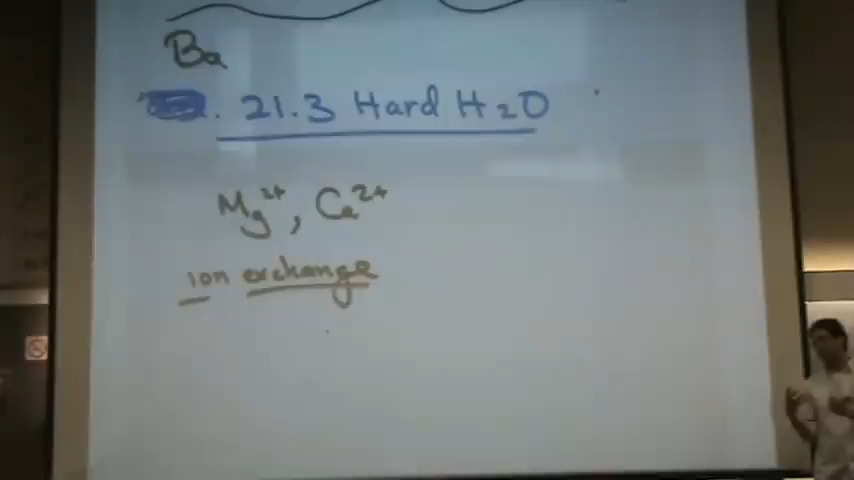 Ba
. 21.3 Hard H₂O
Mg²⁺, Ca²⁺
ion exchange